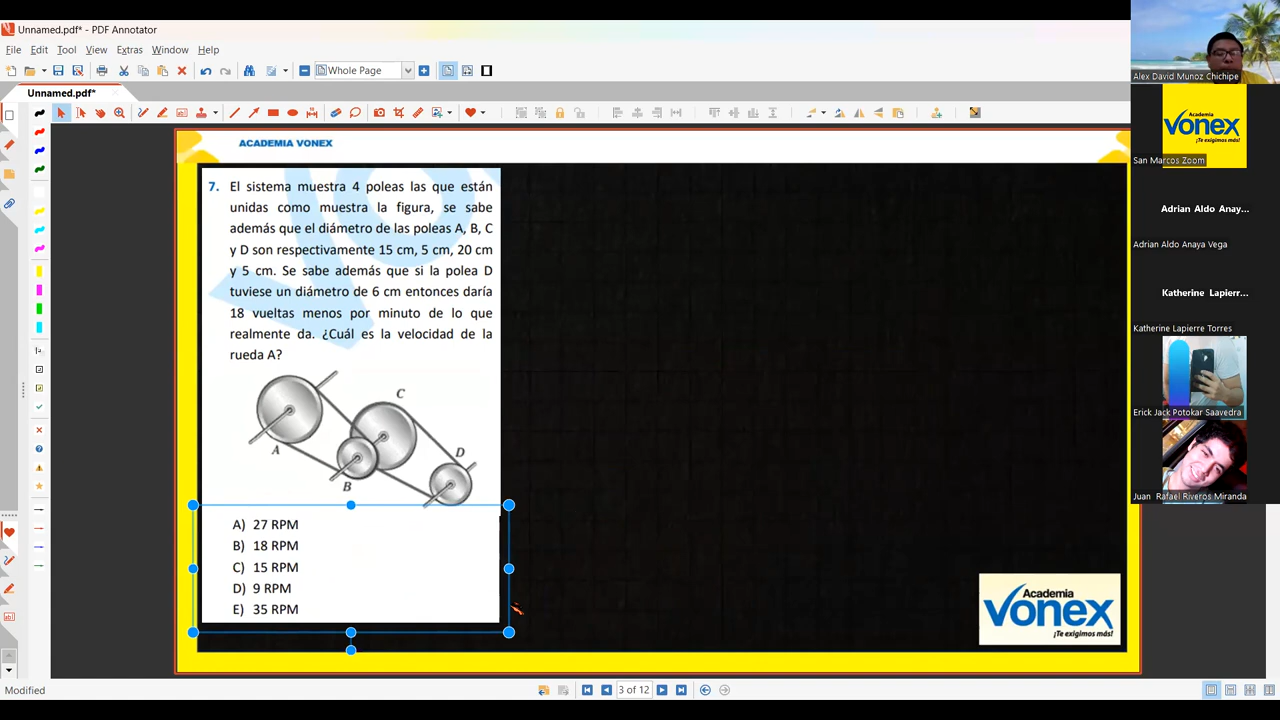 Unnamed.pdf* - PDF Annotator
File Edit Tool View Extras Window Help
Whole Page
Unnamed.pdf*
ACADEMIA VONEX
7. El sistema muestra 4 poleas las que están
unidas como muestra la figura, se sabe
además que el diámetro de las poleas A, B, C
y D son respectivamente 15 cm, 5 cm, 20 cm
y 5 cm. Se sabe además que si la polea D
tuviese un diámetro de 6 cm entonces daría
18 vueltas menos por minuto de lo que
realmente da. ¿Cuál es la velocidad de la
rueda A?
C
A
D
B
A) 27 RPM
B) 18 RPM
C) 15 RPM
D) 9 RPM
E) 35 RPM
Academia
vonex
¡Te exigimos más!
Modified
3 of 12
Alex David Munoz Chichipe
Academia
vonex
¡Te exigimos más!
San Marcos Zoom
Adrian Aldo Anay...
Adrian Aldo Anaya Vega
Katherine Lapierr...
Katherine Lapierre Torres
Erick Jack Potokar Saavedra
Juan Rafael Riveros Miranda